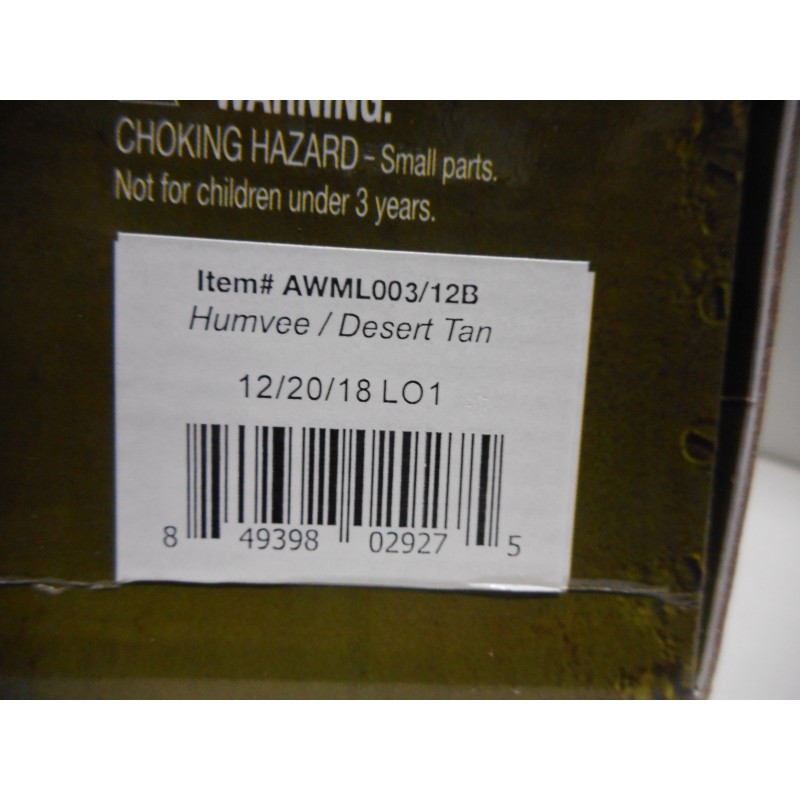 WARNING.
CHOKING HAZARD - Small parts.
Not for children under 3 years.
Item# AWML003/12B
Humvee / Desert Tan
12/20/18 LO1
8 49398 02927 5